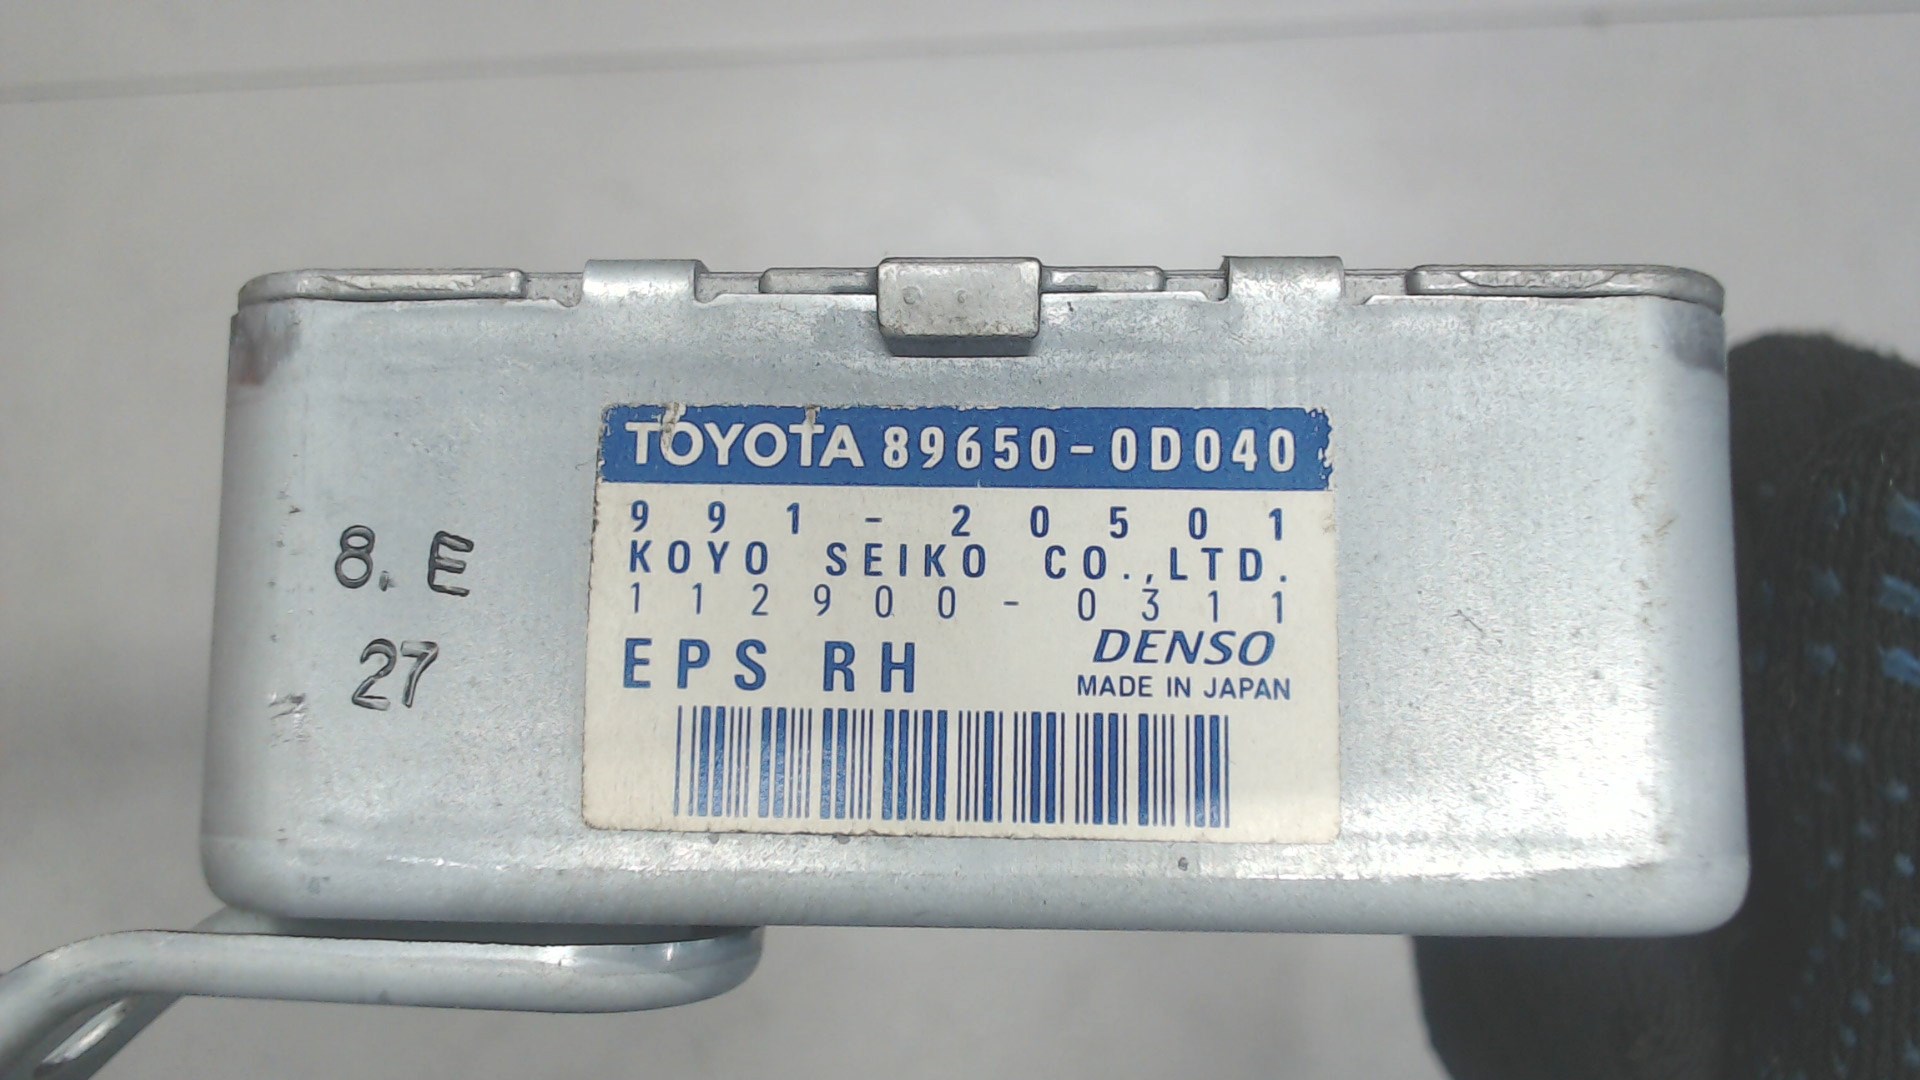 TOYOTA 89650-0D040
991-20501
KOYO SEIKO CO.,LTD.
112900-0311
EPS RH
DENSO
MADE IN JAPAN
8. E
27